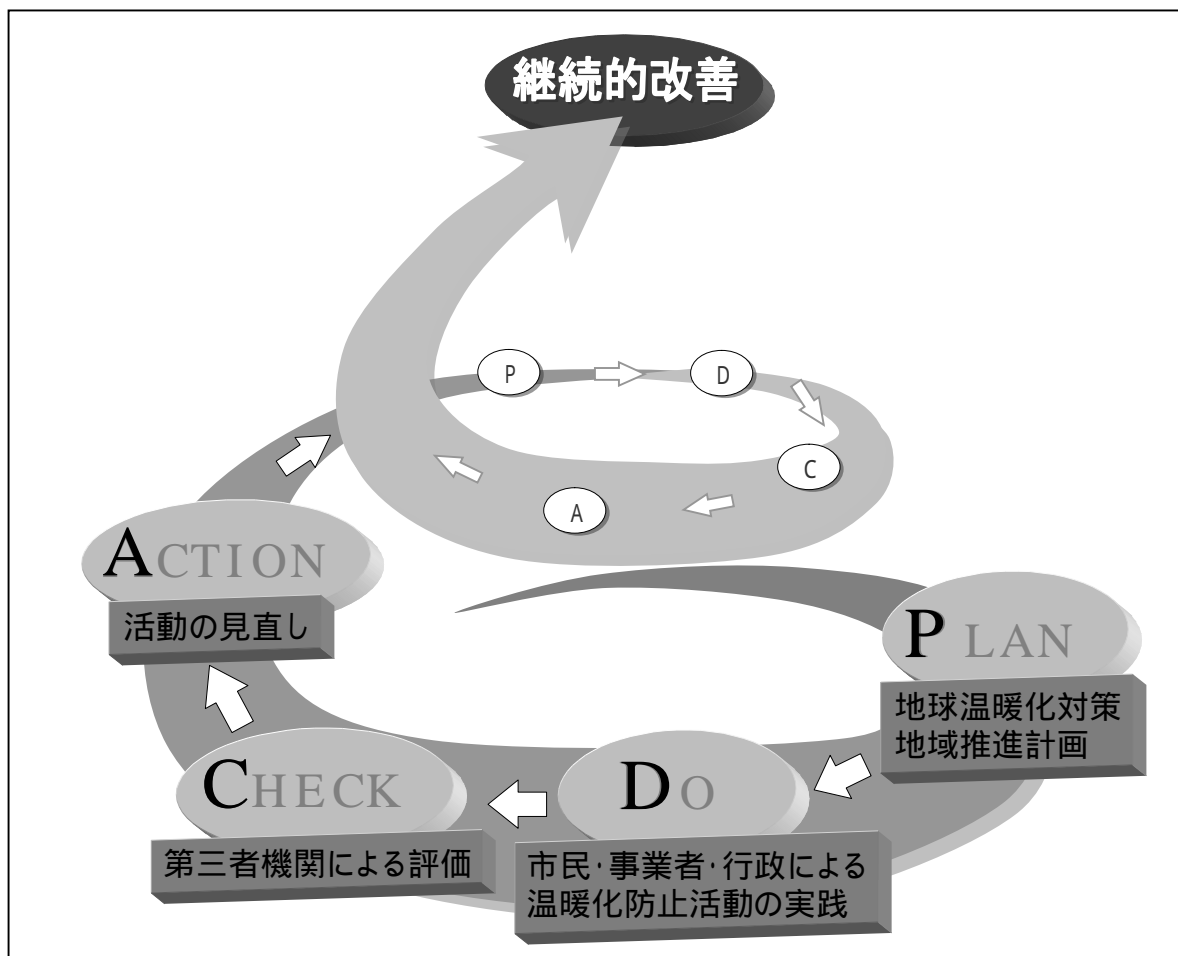 継続的改善
P
D
C
A
ACTION
活動の見直し
P LAN
地球温暖化対策
地域推進計画
CHECK
第三者機関による評価
DO
市民・事業者・行政による
温暖化防止活動の実践